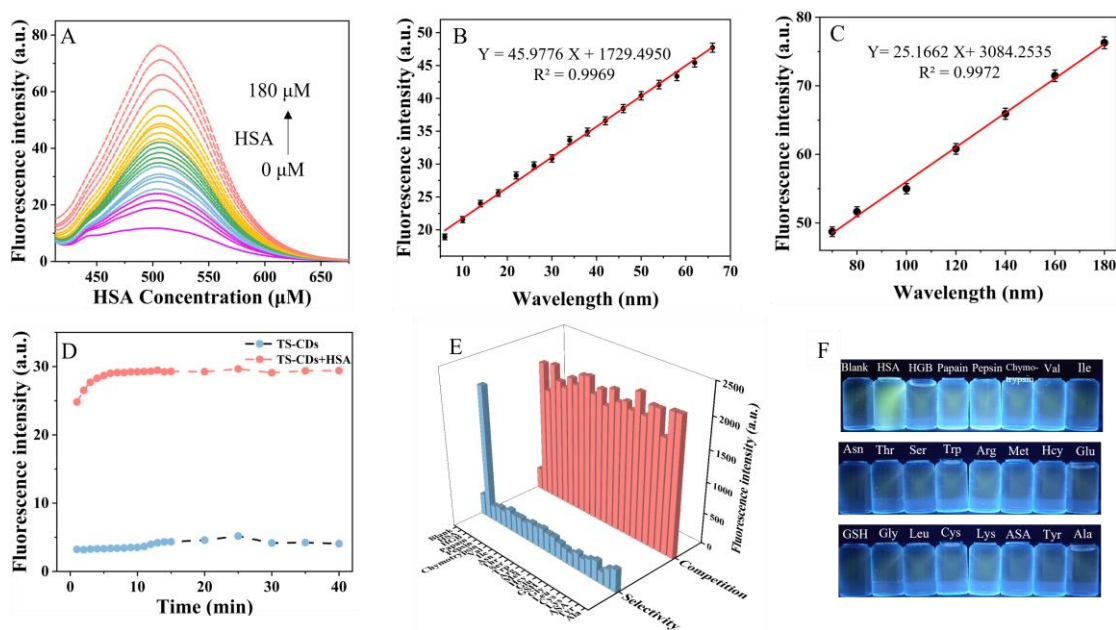 A
Fluorescence intensity (a.u.)
80
60
40
20
0
180 μM
HSA
0 μM
450 500 550 600 650
HSA Concentration (μM)
B
Fluorescence intensity (a.u.)
50
45
40
35
30
25
20
Y = 45.9776 X + 1729.4950
R² = 0.9969
10 20 30 40 50 60 70
Wavelength (nm)
C
Fluorescence intensity (a.u.)
80
70
60
50
Y= 25.1662 X+ 3084.2535
R² = 0.9972
80 100 120 140 160 180
Wavelength (nm)
D
Fluorescence intensity (a.u.)
30
20
10
0
TS-CDs
TS-CDs+HSA
0 10 20 30 40
Time (min)
E
2500
2000
1500
1000
500
0
Fluorescence intensity (a.u.)
Competition
Selectivity
F
Blank HSA HGB Papain Pepsin Chymo-trypsin Val Ile
Asn Thr Ser Trp Arg Met Hcy Glu
GSH Gly Leu Cys Lys ASA Tyr Ala